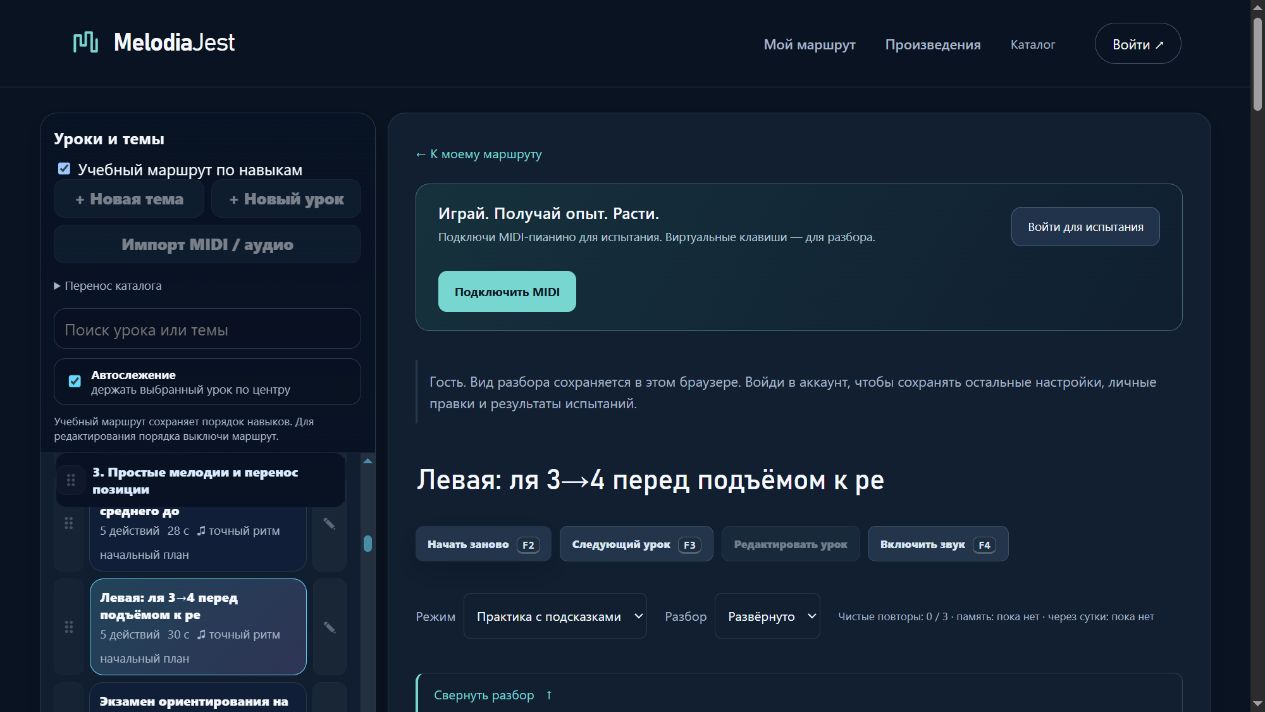 MelodiaJest
Мой маршрут
Произведения
Каталог
Войти ↗
Уроки и темы
Учебный маршрут по навыкам
+ Новая тема
+ Новый урок
Импорт MIDI / аудио
▶ Перенос каталога
Поиск урока или темы
Автослежение
держать выбранный урок по центру
Учебный маршрут сохраняет порядок навыков. Для
редактирования порядка выключи маршрут.
3. Простые мелодии и перенос
позиции
среднего до
5 действий 28 с ♫ точный ритм
начальный план
Левая: ля 3→4 перед
подъёмом к ре
5 действий 30 с ♫ точный ритм
начальный план
Экзамен ориентирования на
← К моему маршруту
Играй. Получай опыт. Расти.
Подключи MIDI-пианино для испытания. Виртуальные клавиши — для разбора.
Войти для испытания
Подключить MIDI
Гость. Вид разбора сохраняется в этом браузере. Войди в аккаунт, чтобы сохранять остальные настройки, личные
правки и результаты испытаний.
Левая: ля 3→4 перед подъёмом к ре
Начать заново F2
Следующий урок F3
Редактировать урок
Включить звук F4
Режим
Практика с подсказками
Разбор
Развёрнуто
Чистые повторы: 0 / 3 · память: пока нет · через сутки: пока нет
Свернуть разбор ↑